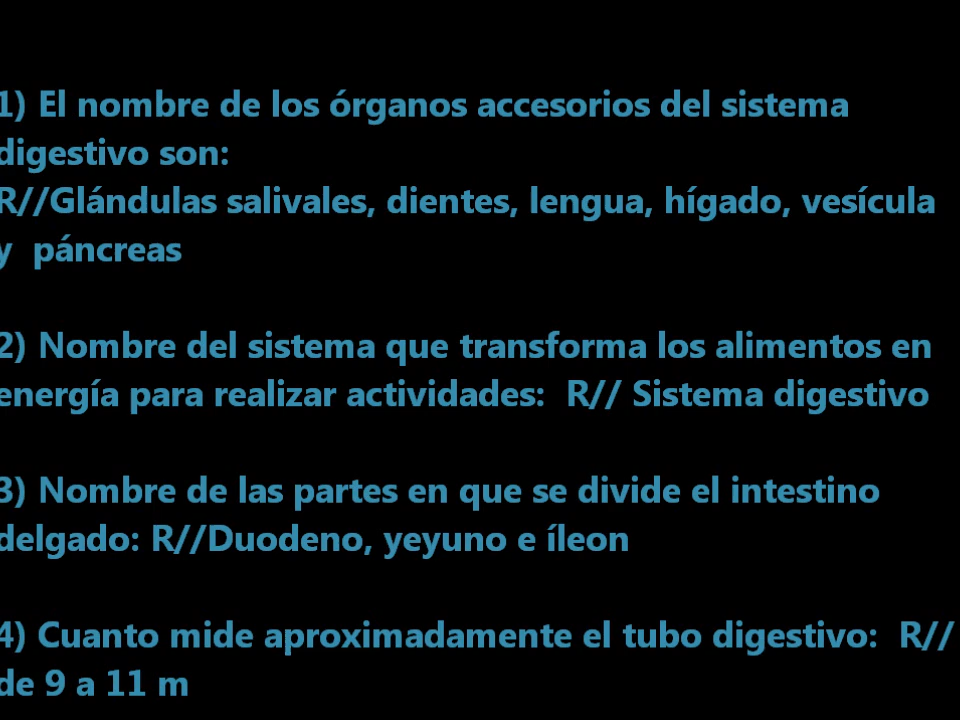 1) El nombre de los órganos accesorios del sistema
digestivo son:
R//Glándulas salivales, dientes, lengua, hígado, vesícula
y  páncreas
2) Nombre del sistema que transforma los alimentos en
energía para realizar actividades:  R// Sistema digestivo
3) Nombre de las partes en que se divide el intestino
delgado: R//Duodeno, yeyuno e íleon
4) Cuanto mide aproximadamente el tubo digestivo:  R//
de 9 a 11 m